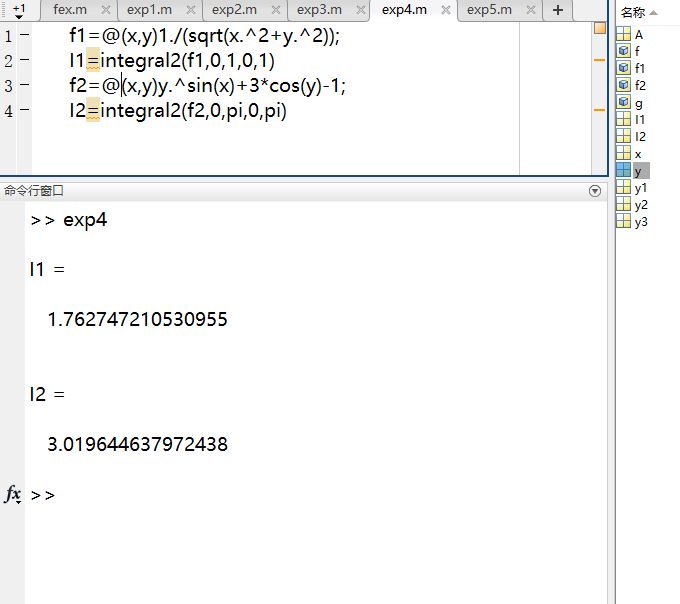 +1 fex.m exp1.m exp2.m exp3.m exp4.m exp5.m +
1 f1=@(x,y)1./(sqrt(x.^2+y.^2));
2 I1=integral2(f1,0,1,0,1)
3 f2=@(x,y)y.^sin(x)+3*cos(y)-1;
4 I2=integral2(f2,0,pi,0,pi)
命令行窗口
>> exp4
I1 =
1.762747210530955
I2 =
3.019644637972438
fx >>
名称
A
f
f1
f2
g
I1
I2
x
y
y1
y2
y3